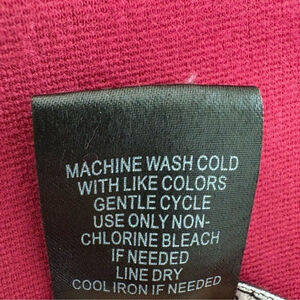 MACHINE WASH COLD
WITH LIKE COLORS
GENTLE CYCLE
USE ONLY NON-
CHLORINE BLEACH
IF NEEDED
LINE DRY
COOL IRON IF NEEDED